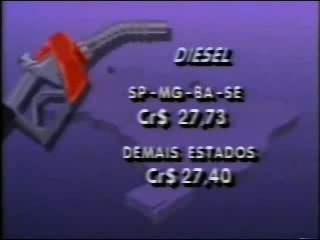 DIESEL
SP-MG-BA-SE
Cr$ 27,73
DEMAIS ESTADOS
Cr$ 27,40